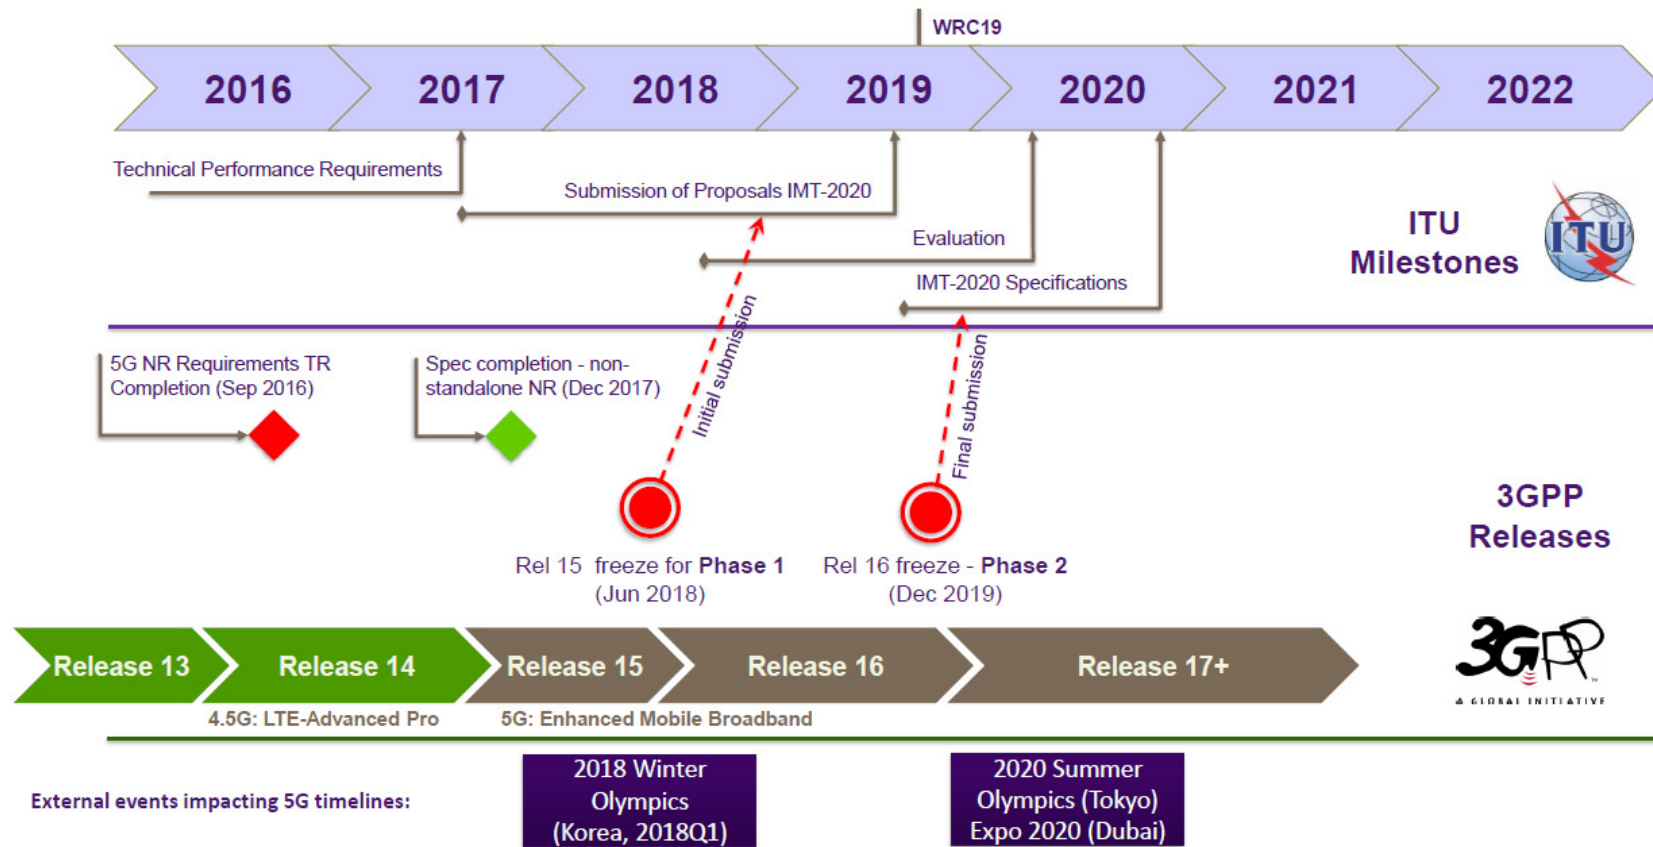 WRC19
2016
2017
2018
2019
2020
2021
2022
Technical Performance Requirements
Submission of Proposals IMT-2020
Evaluation
IMT-2020 Specifications
ITU
Milestones
ITU
Initial submission
Final submission
5G NR Requirements TR
Completion (Sep 2016)
Spec completion - non-
standalone NR (Dec 2017)
3GPP
Releases
Rel 15 freeze for Phase 1
(Jun 2018)
Rel 16 freeze - Phase 2
(Dec 2019)
Release 13
Release 14
Release 15
Release 16
Release 17+
3GPP
TM
A GLOBAL INITIATIVE
4.5G: LTE-Advanced Pro
5G: Enhanced Mobile Broadband
External events impacting 5G timelines:
2018 Winter
Olympics
(Korea, 2018Q1)
2020 Summer
Olympics (Tokyo)
Expo 2020 (Dubai)